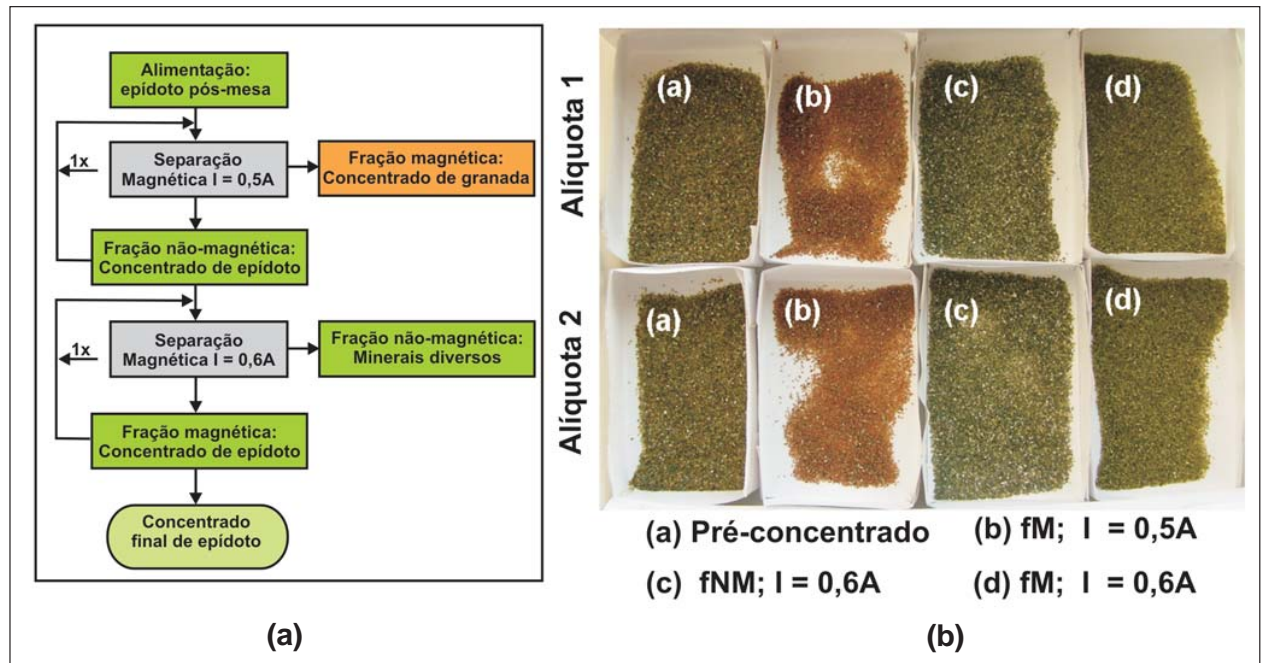 Alimentação:
epídoto pós-mesa
1x
Separação
Magnética I = 0,5A
Fração magnética:
Concentrado de granada
Fração não-magnética:
Concentrado de epídoto
1x
Separação
Magnética I = 0,6A
Fração não-magnética:
Minerais diversos
Fração magnética:
Concentrado de epídoto
Concentrado
final de epídoto
(a)
Alíquota 1
(a)
(b)
(c)
(d)
Alíquota 2
(a)
(b)
(c)
(d)
(a) Pré-concentrado
(b) fM; I = 0,5A
(c) fNM; I = 0,6A
(d) fM; I = 0,6A
(b)